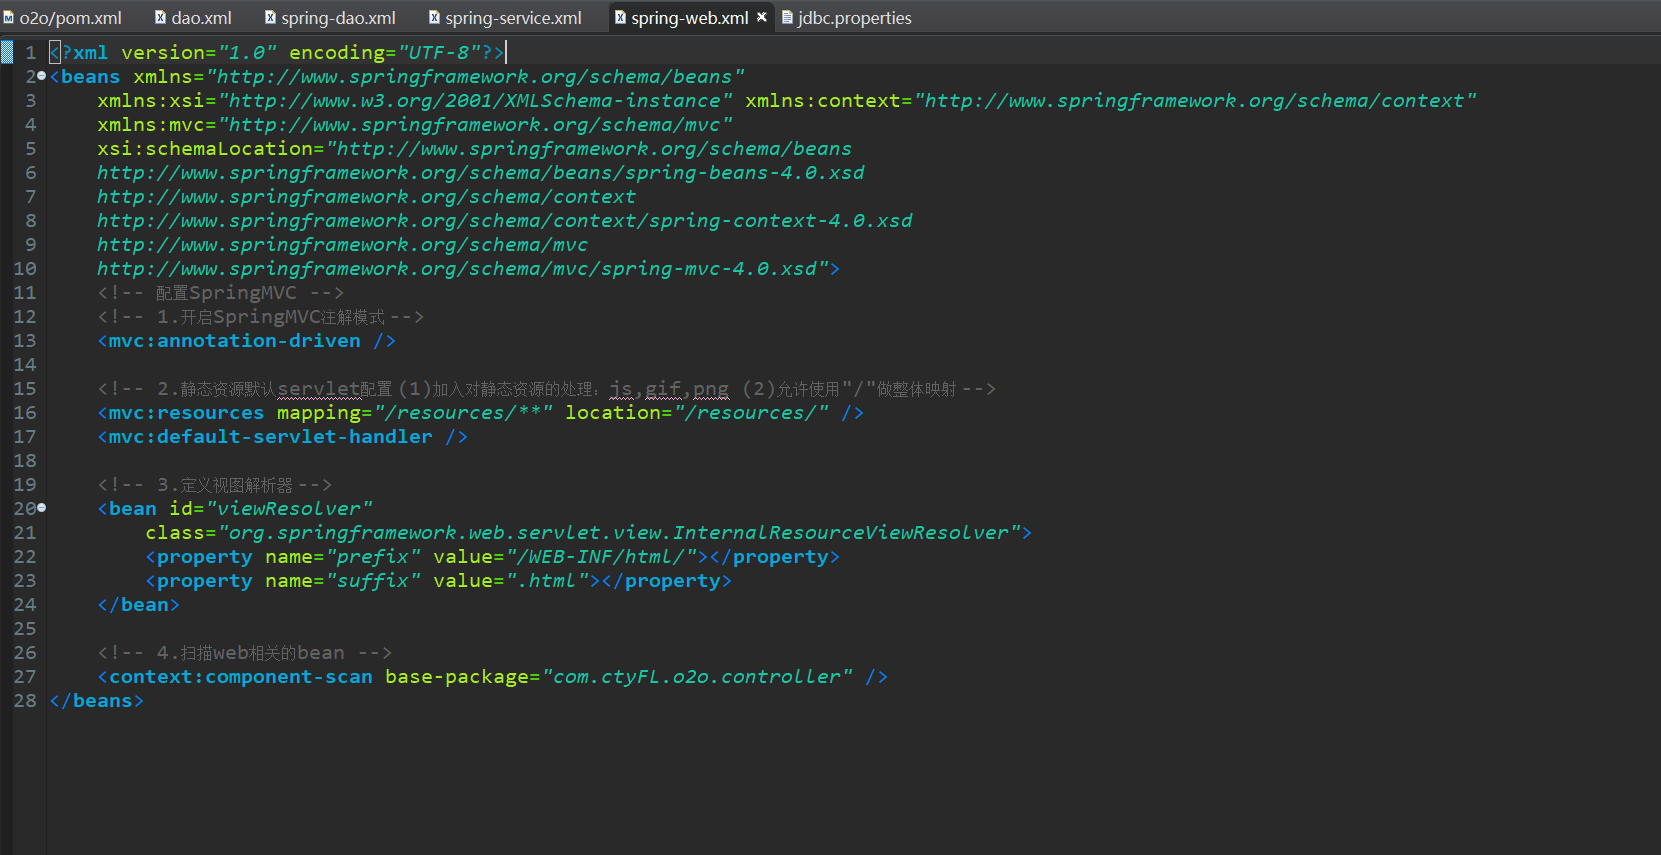 o2o/pom.xml dao.xml spring-dao.xml spring-service.xml spring-web.xml jdbc.properties
1 <?xml version="1.0" encoding="UTF-8"?>
2 <beans xmlns="http://www.springframework.org/schema/beans"
3 xmlns:xsi="http://www.w3.org/2001/XMLSchema-instance" xmlns:context="http://www.springframework.org/schema/context"
4 xmlns:mvc="http://www.springframework.org/schema/mvc"
5 xsi:schemaLocation="http://www.springframework.org/schema/beans
6 http://www.springframework.org/schema/beans/spring-beans-4.0.xsd
7 http://www.springframework.org/schema/context
8 http://www.springframework.org/schema/context/spring-context-4.0.xsd
9 http://www.springframework.org/schema/mvc
10 http://www.springframework.org/schema/mvc/spring-mvc-4.0.xsd">
11 <!-- 配置SpringMVC -->
12 <!-- 1.开启SpringMVC注解模式 -->
13 <mvc:annotation-driven />
14
15 <!-- 2.静态资源默认servlet配置 (1)加入对静态资源的处理：js,gif,png (2)允许使用"/"做整体映射 -->
16 <mvc:resources mapping="/resources/**" location="/resources/" />
17 <mvc:default-servlet-handler />
18
19 <!-- 3.定义视图解析器 -->
20 <bean id="viewResolver"
21 class="org.springframework.web.servlet.view.InternalResourceViewResolver">
22 <property name="prefix" value="/WEB-INF/html/"></property>
23 <property name="suffix" value=".html"></property>
24 </bean>
25
26 <!-- 4.扫描web相关的bean -->
27 <context:component-scan base-package="com.ctyFL.o2o.controller" />
28 </beans>